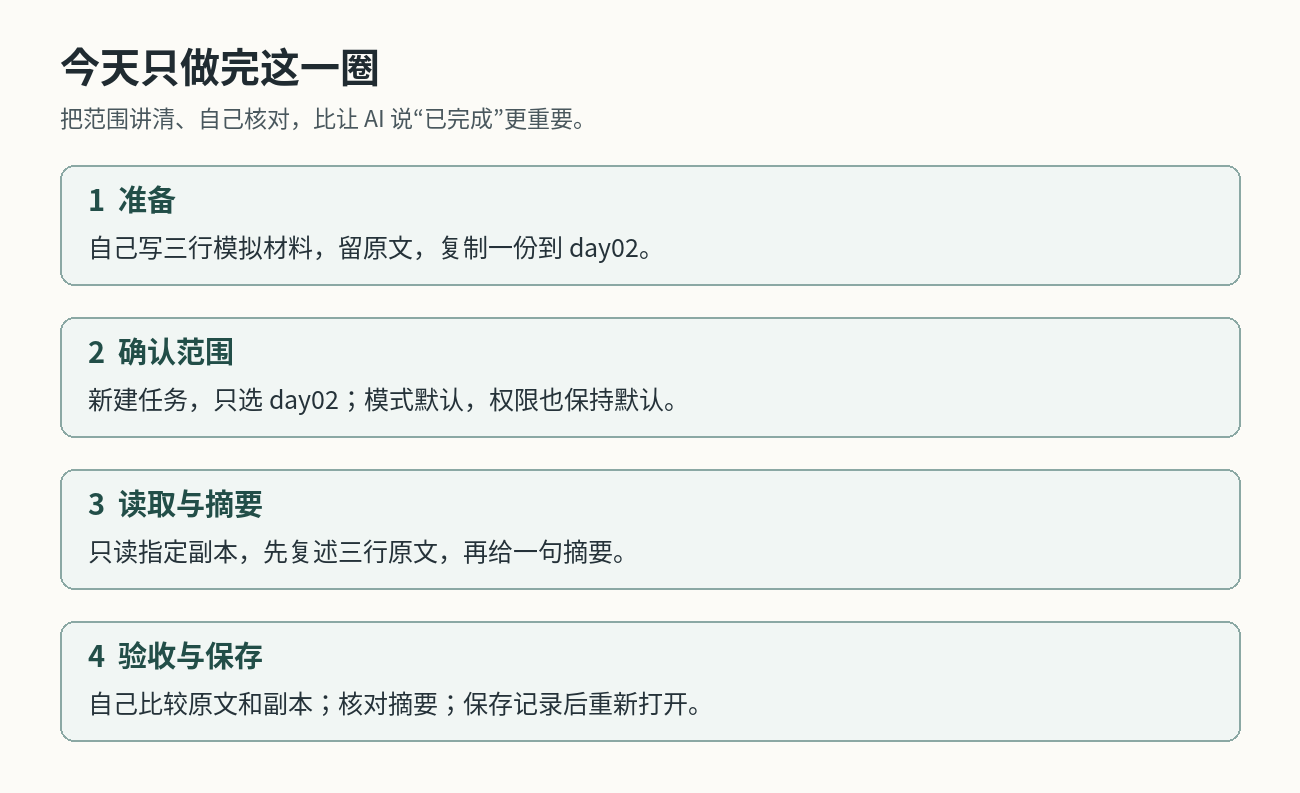 今天只做完这一圈
把范围讲清、自己核对，比让 AI 说“已完成”更重要。
1 准备
自己写三行模拟材料，留原文，复制一份到 day02。
2 确认范围
新建任务，只选 day02；模式默认，权限也保持默认。
3 读取与摘要
只读指定副本，先复述三行原文，再给一句摘要。
4 验收与保存
自己比较原文和副本；核对摘要；保存记录后重新打开。